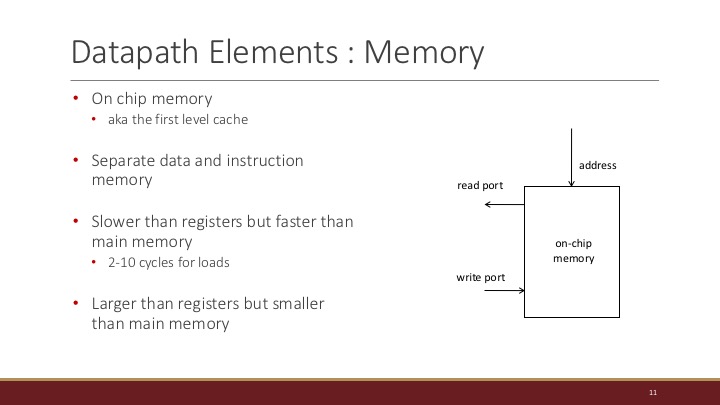 Datapath Elements : Memory
• On chip memory
• aka the first level cache
• Separate data and instruction
memory
• Slower than registers but faster than
main memory
• 2-10 cycles for loads
• Larger than registers but smaller
than main memory
address
read port
on-chip
memory
write port
11